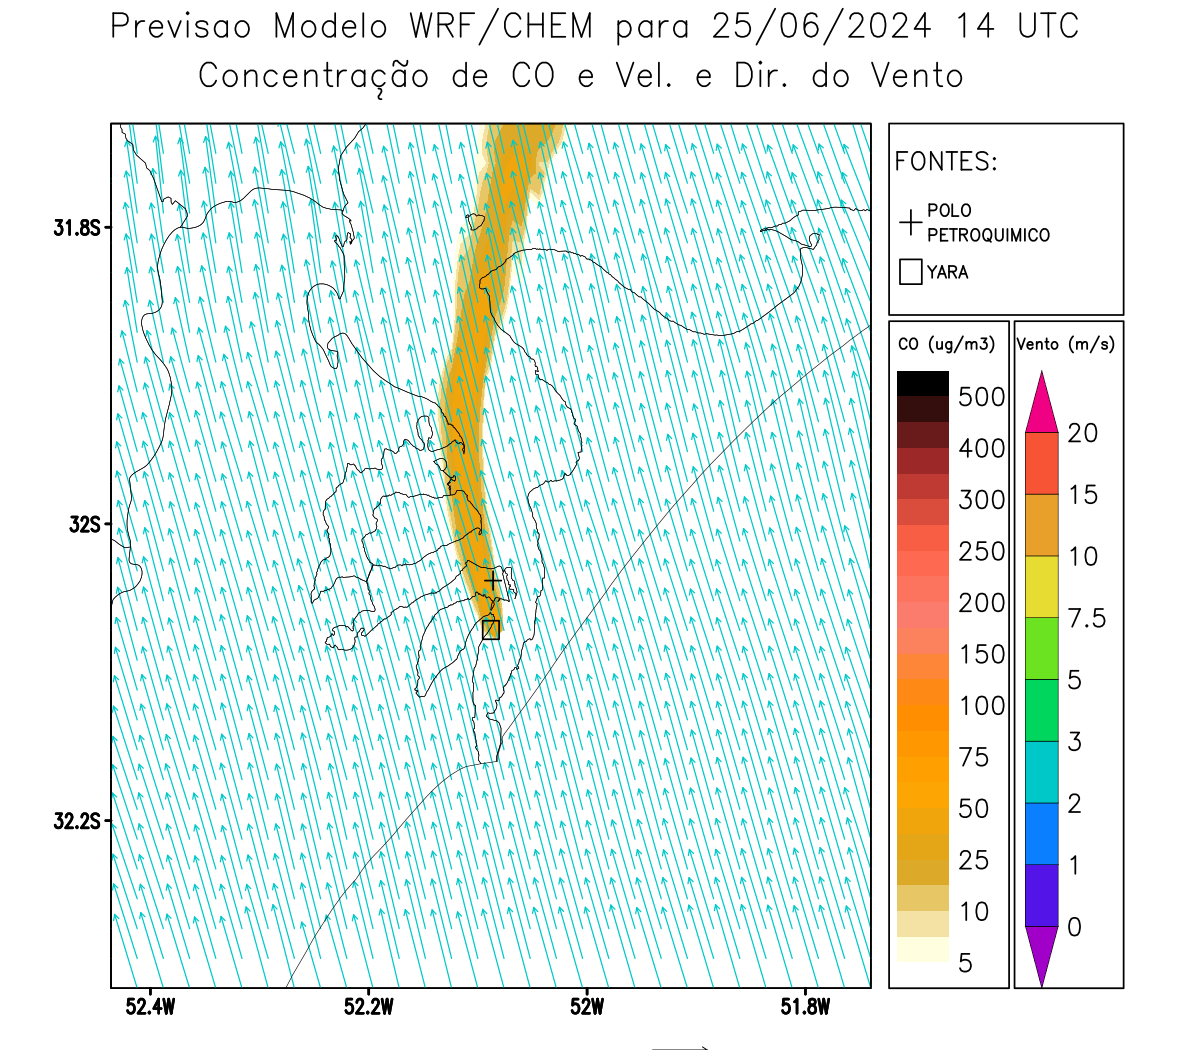 Previsao Modelo WRF/CHEM para 25/06/2024 14 UTC
Concentração de CO e Vel. e Dir. do Vento
FONTES:
POLO
PETROQUIMICO
YARA
CO (ug/m3)
500
400
300
250
200
150
100
75
50
25
10
5
Vento (m/s)
20
15
10
7.5
5
3
2
1
0
31.8S
32S
32.2S
52.4W
52.2W
52W
51.8W